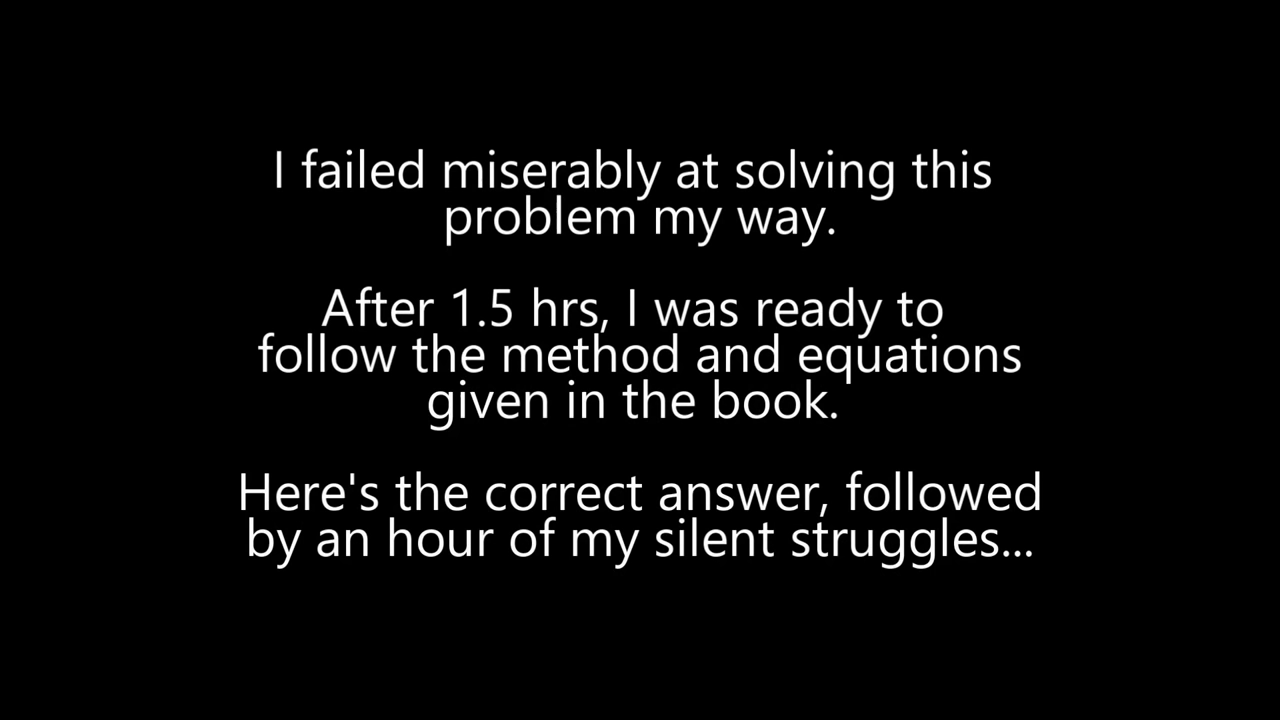 I failed miserably at solving this
problem my way.
After 1.5 hrs, I was ready to
follow the method and equations
given in the book.
Here's the correct answer, followed
by an hour of my silent struggles...